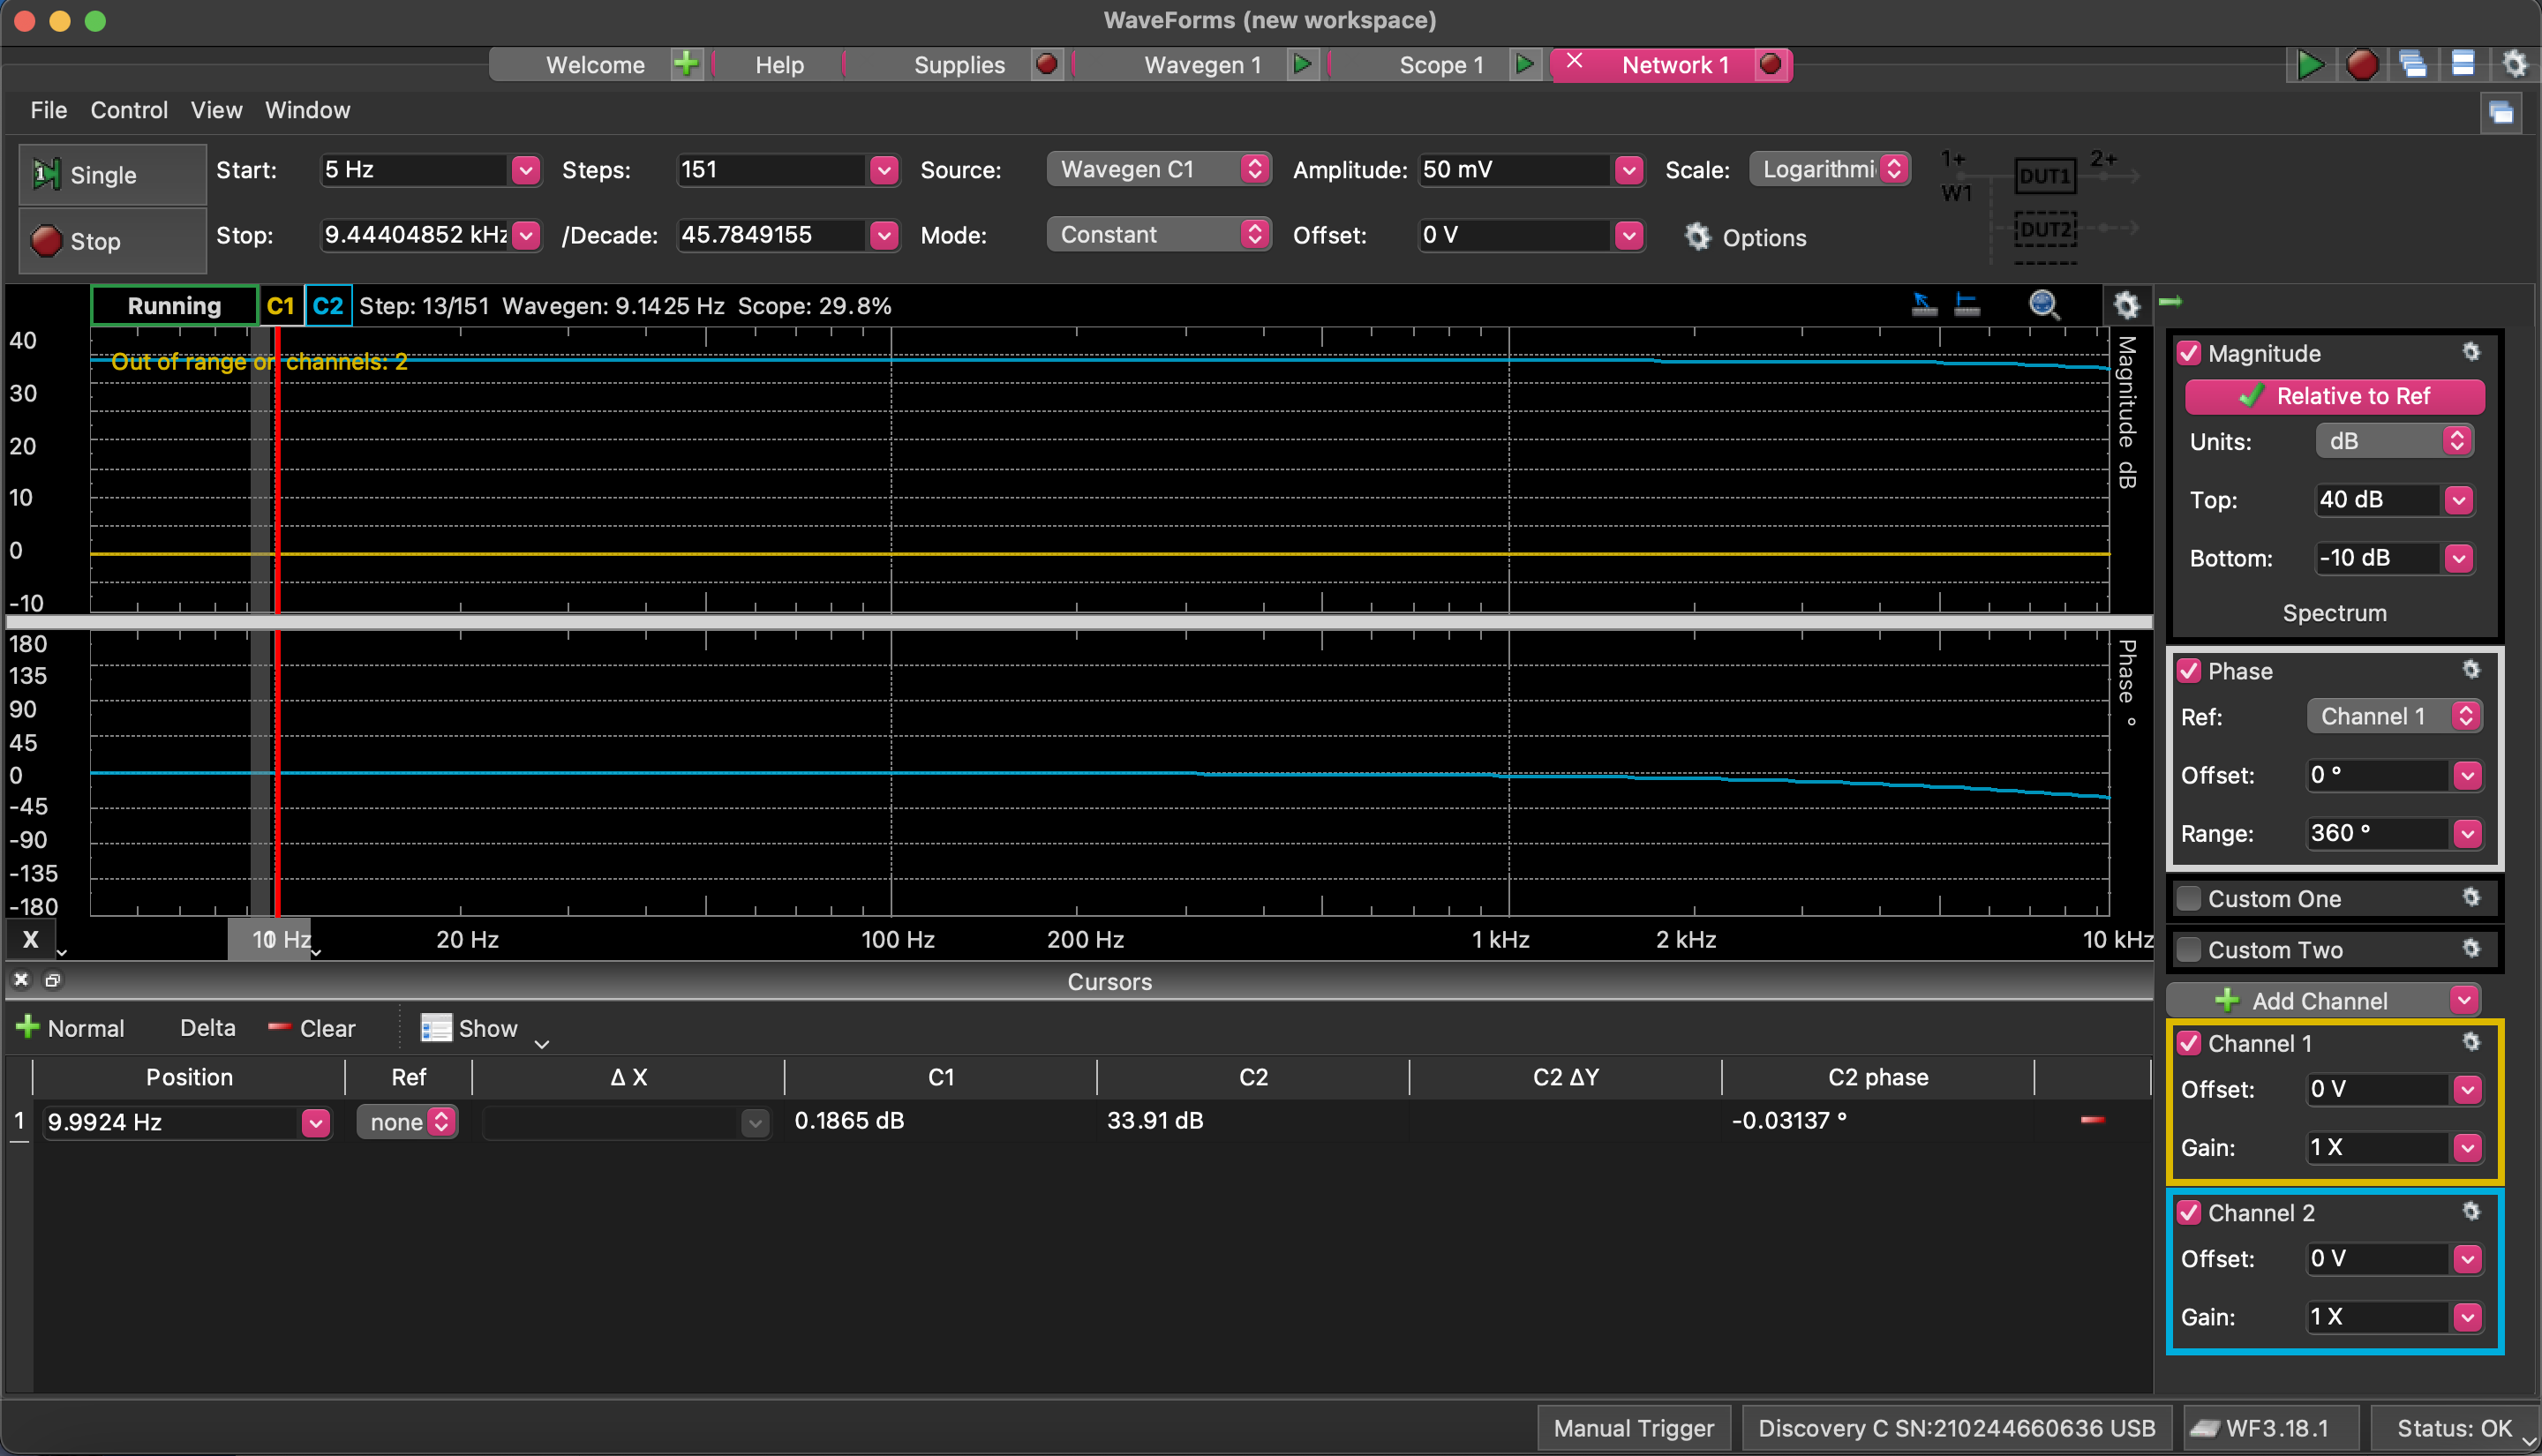 WaveForms (new workspace)
Welcome Help Supplies Wavegen 1 Scope 1 Network 1
File Control View Window
Single Start: 5 Hz Steps: 151 Source: Wavegen C1 Amplitude: 50 mV Scale: Logarithmi
1+ W1 DUT1 2+
Stop Stop: 9.44404852 kHz /Decade: 45.7849155 Mode: Constant Offset: 0 V Options
DUT2
Running C1 C2 Step: 13/151 Wavegen: 9.1425 Hz Scope: 29.8%
Out of range on channels: 2
40
30
20
10
0
-10
Magnitude dB
180
135
90
45
0
-45
-90
-135
-180
Phase °
X 10 Hz 20 Hz 100 Hz 200 Hz 1 kHz 2 kHz 10 kHz
Magnitude
Relative to Ref
Units: dB
Top: 40 dB
Bottom: -10 dB
Spectrum
Phase
Ref: Channel 1
Offset: 0 °
Range: 360 °
Custom One
Custom Two
Add Channel
Channel 1
Offset: 0 V
Gain: 1 X
Channel 2
Offset: 0 V
Gain: 1 X
Cursors
Normal Delta Clear Show
Position Ref Δ X C1 C2 C2 ΔY C2 phase
1 9.9924 Hz none 0.1865 dB 33.91 dB -0.03137 °
Manual Trigger Discovery C SN:210244660636 USB WF3.18.1 Status: OK